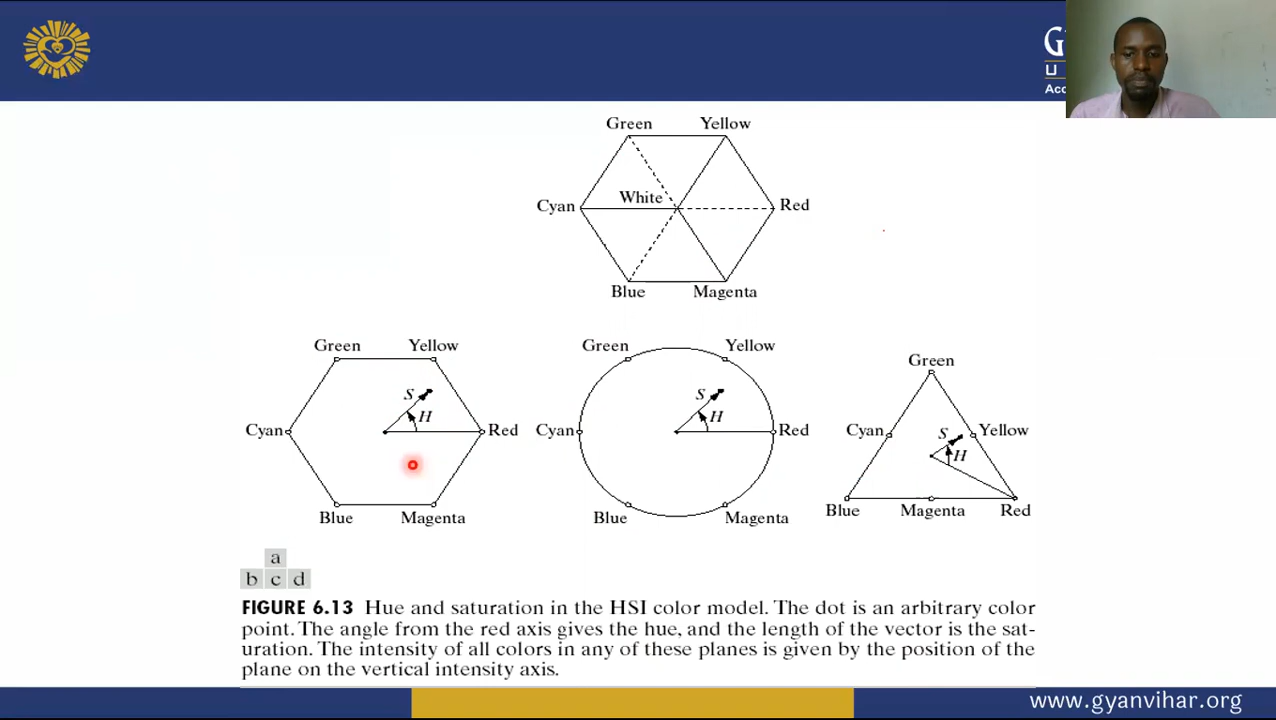 G
U
Acc
Green Yellow
White
Cyan Red
Blue Magenta
Green Yellow
S
H
Cyan Red
Blue Magenta
Green Yellow
S
H
Cyan Red
Blue Magenta
Green
Cyan Yellow
S
H
Blue Magenta Red
a
b c d
FIGURE 6.13 Hue and saturation in the HSI color model. The dot is an arbitrary color
point. The angle from the red axis gives the hue, and the length of the vector is the sat-
uration. The intensity of all colors in any of these planes is given by the position of the
plane on the vertical intensity axis.
www.gyanvihar.org